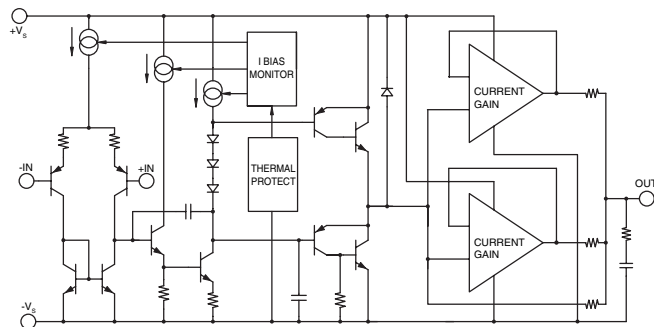 +Vs
I BIAS
MONITOR
CURRENT
GAIN
THERMAL
PROTECT
-IN
+IN
OUT
CURRENT
GAIN
-Vs